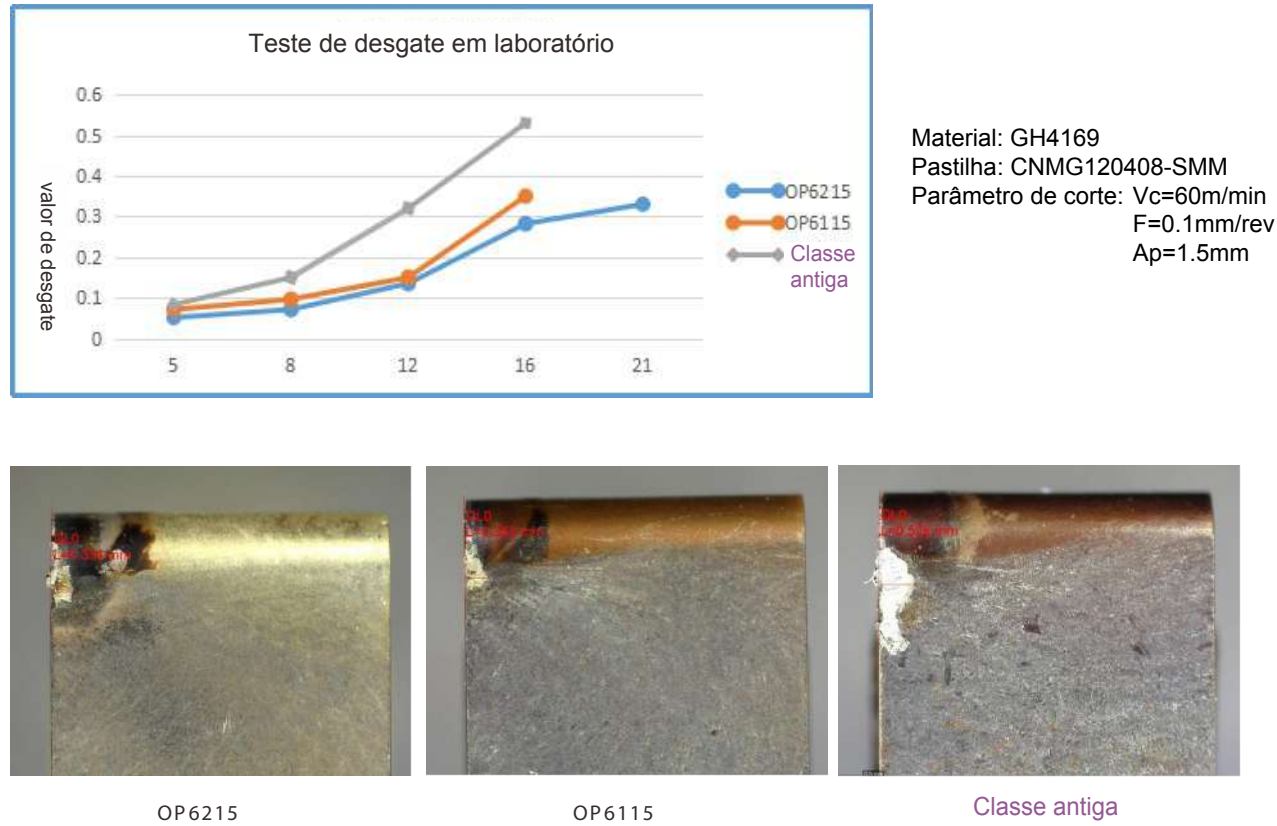 Teste de desgate em laboratório
valor de desgate
0.6
0.5
0.4
0.3
0.2
0.1
0
5 8 12 16 21
OP6215
OP6115
Classe
antiga
Material: GH4169
Pastilha: CNMG120408-SMM
Parâmetro de corte: Vc=60m/min
F=0.1mm/rev
Ap=1.5mm
OP6215
OP6115
Classe antiga